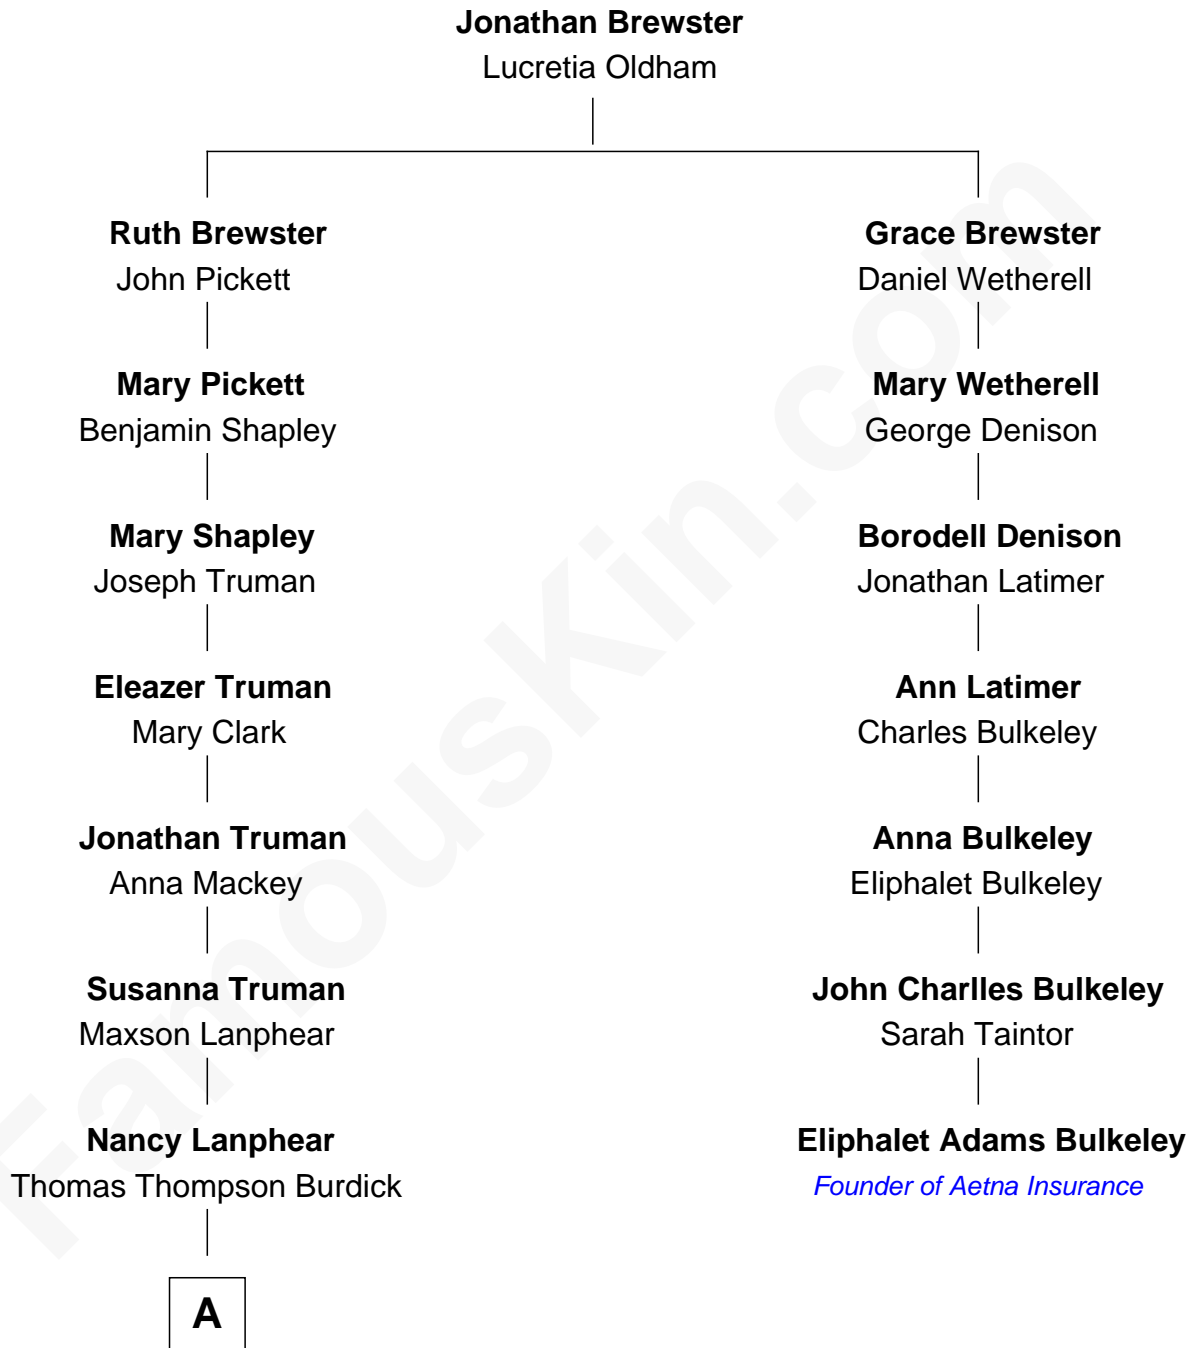 Jonathan Brewster
Lucretia Oldham
Ruth Brewster
John Pickett
Grace Brewster
Daniel Wetherell
Mary Pickett
Benjamin Shapley
Mary Wetherell
George Denison
Mary Shapley
Joseph Truman
Borodell Denison
Jonathan Latimer
Eleazer Truman
Mary Clark
Ann Latimer
Charles Bulkeley
Jonathan Truman
Anna Mackey
Anna Bulkeley
Eliphalet Bulkeley
Susanna Truman
Maxson Lanphear
John Charlles Bulkeley
Sarah Taintor
Nancy Lanphear
Thomas Thompson Burdick
Eliphalet Adams Bulkeley
Founder of Aetna Insurance
A
FamousKin.com